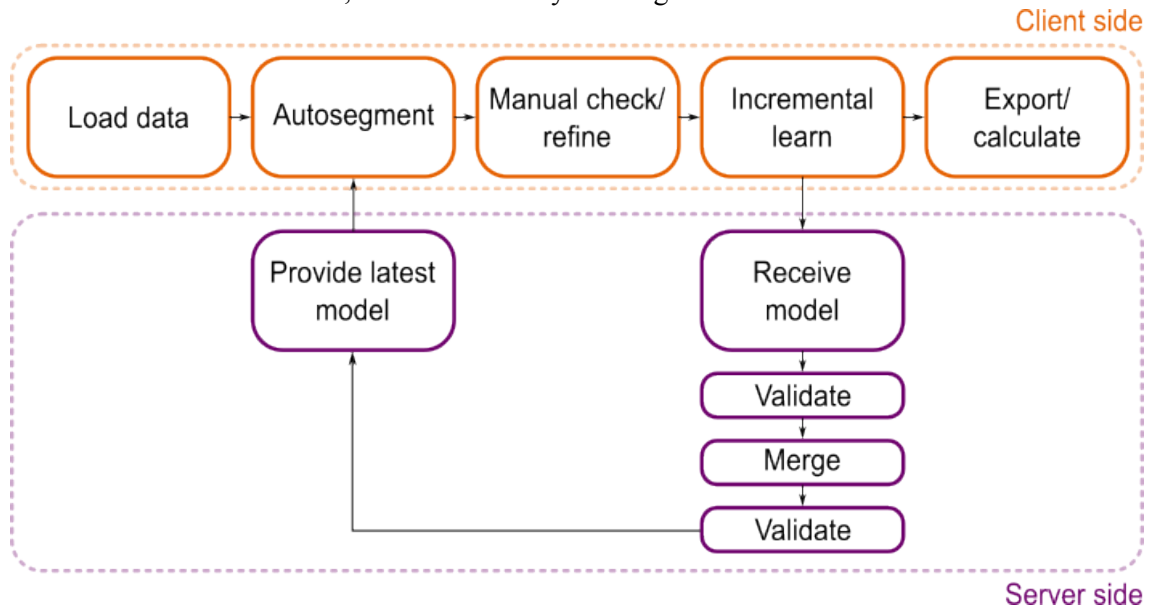 Client side
Load data
Autosegment
Manual check/
refine
Incremental
learn
Export/
calculate
Provide latest
model
Receive
model
Validate
Merge
Validate
Server side